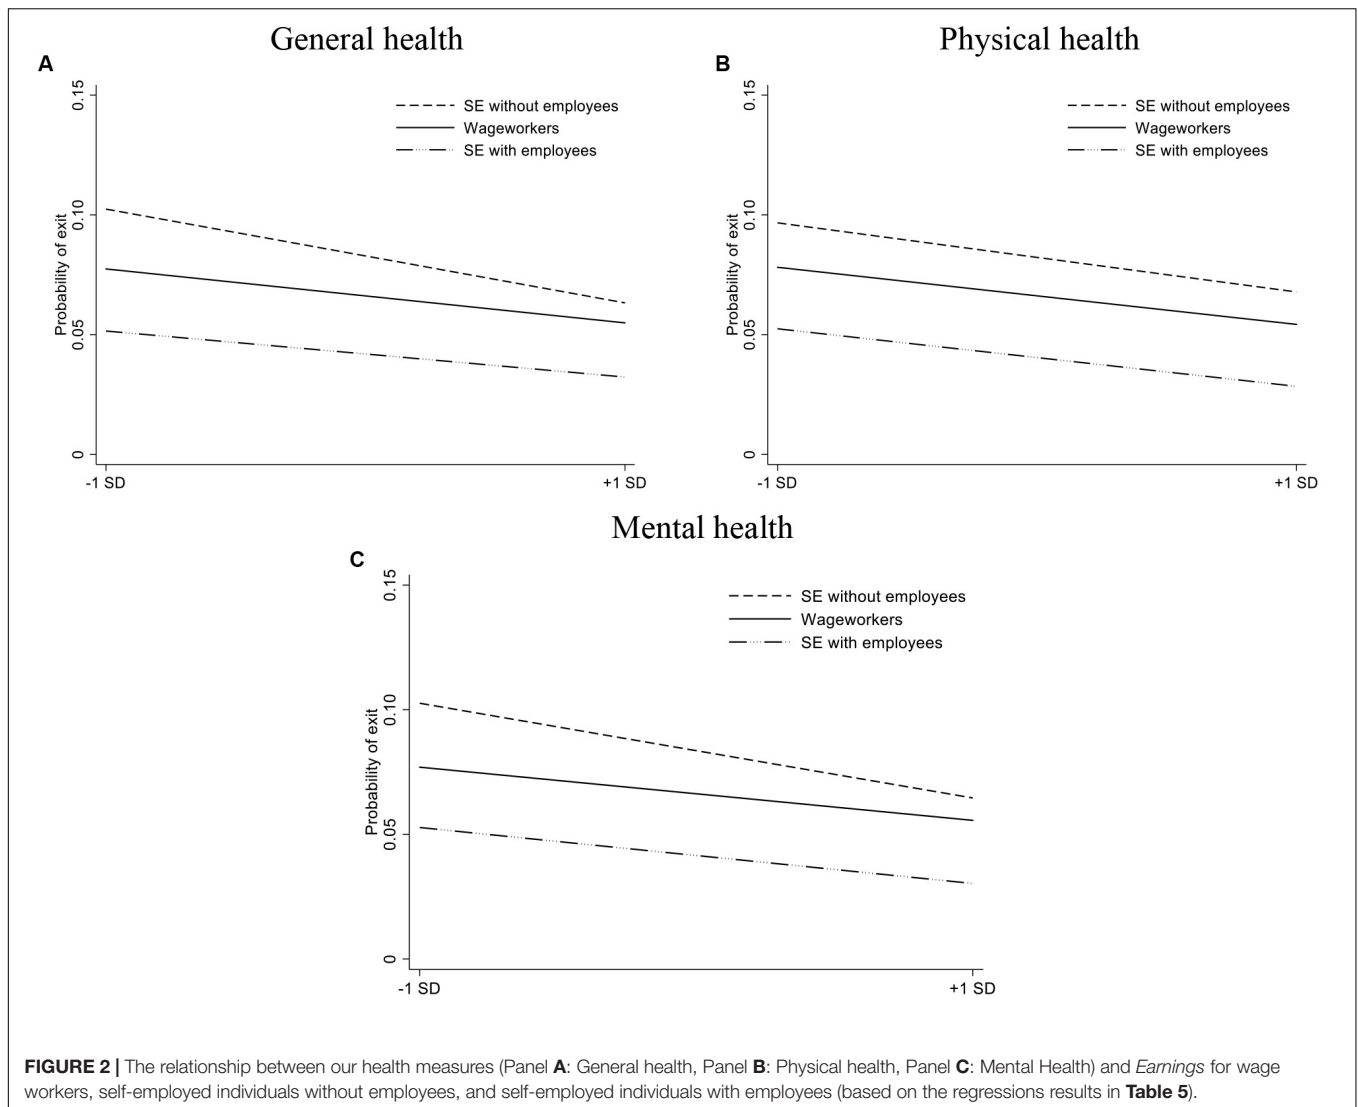 General health
A
0.15
0.10
0.05
0
Probability of exit
SE without employees
Wageworkers
SE with employees
-1 SD
+1 SD
Physical health
B
0.15
0.10
0.05
0
Probability of exit
SE without employees
Wageworkers
SE with employees
-1 SD
+1 SD
Mental health
C
0.15
0.10
0.05
0
Probability of exit
SE without employees
Wageworkers
SE with employees
-1 SD
+1 SD
FIGURE 2 | The relationship between our health measures (Panel A: General health, Panel B: Physical health, Panel C: Mental Health) and Earnings for wage
workers, self-employed individuals without employees, and self-employed individuals with employees (based on the regressions results in Table 5).